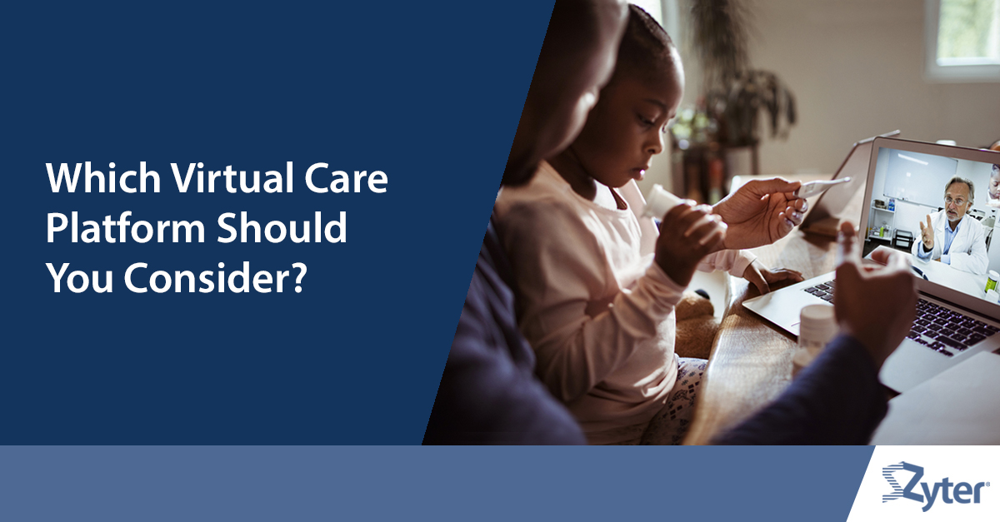 Which Virtual Care
Platform Should
You Consider?
Zyter®